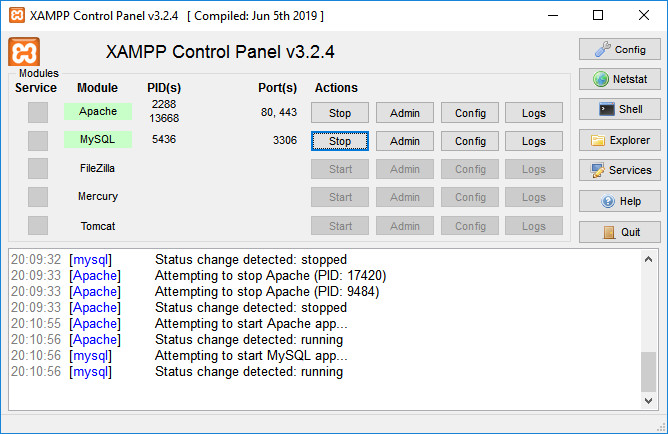 XAMPP Control Panel v3.2.4 [ Compiled: Jun 5th 2019 ]
XAMPP Control Panel v3.2.4
Config
Modules
Service Module PID(s) Port(s) Actions
Netstat
Apache 2288 13668 80, 443 Stop Admin Config Logs
Shell
MySQL 5436 3306 Stop Admin Config Logs
Explorer
FileZilla Start Admin Config Logs
Services
Mercury Start Admin Config Logs
Help
Tomcat Start Admin Config Logs
Quit
20:09:32 [mysql] Status change detected: stopped
20:09:33 [Apache] Attempting to stop Apache (PID: 17420)
20:09:33 [Apache] Attempting to stop Apache (PID: 9484)
20:09:33 [Apache] Status change detected: stopped
20:10:55 [Apache] Attempting to start Apache app...
20:10:56 [Apache] Status change detected: running
20:10:56 [mysql] Attempting to start MySQL app...
20:10:56 [mysql] Status change detected: running